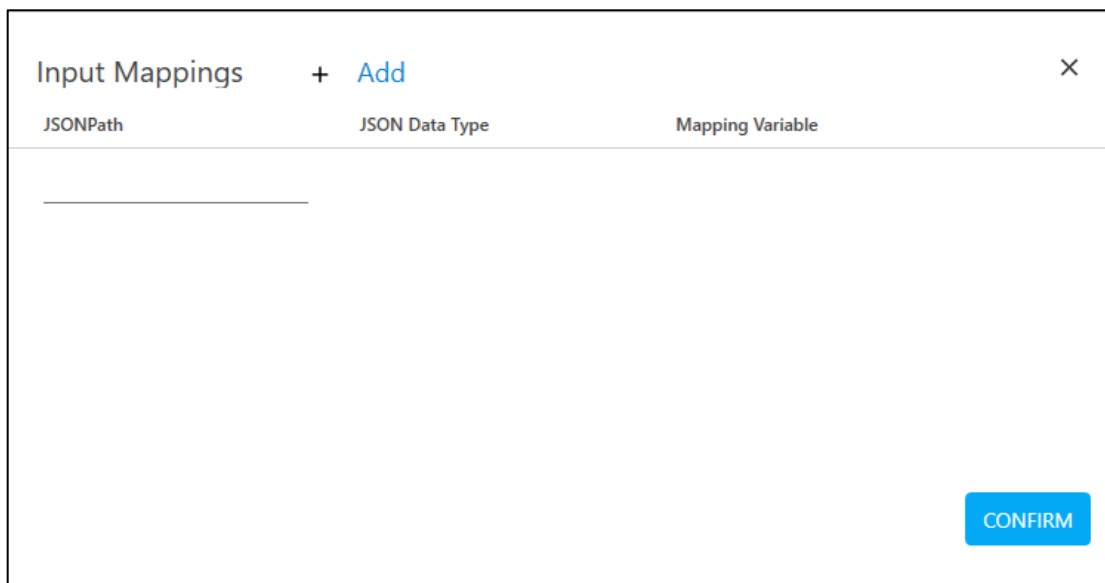 Input Mappings + Add
JSONPath JSON Data Type Mapping Variable
CONFIRM